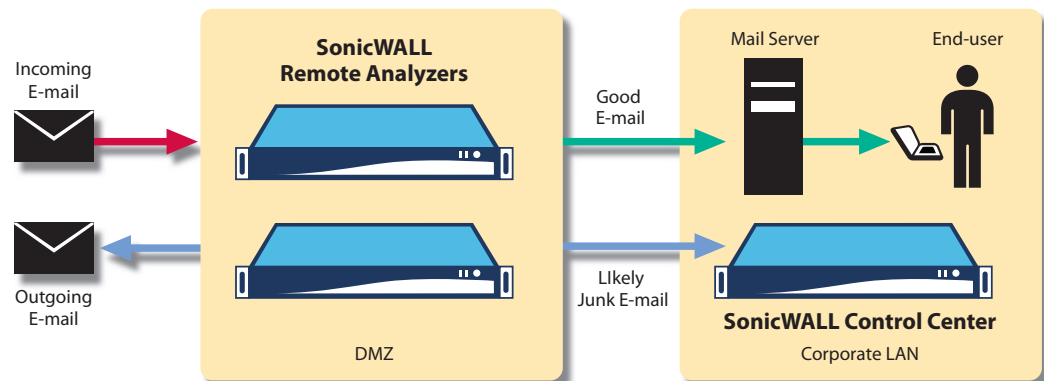 Incoming
E-mail
Outgoing
E-mail
SonicWALL
Remote Analyzers
DMZ
Good
E-mail
LIkely
Junk E-mail
Mail Server
End-user
SonicWALL Control Center
Corporate LAN